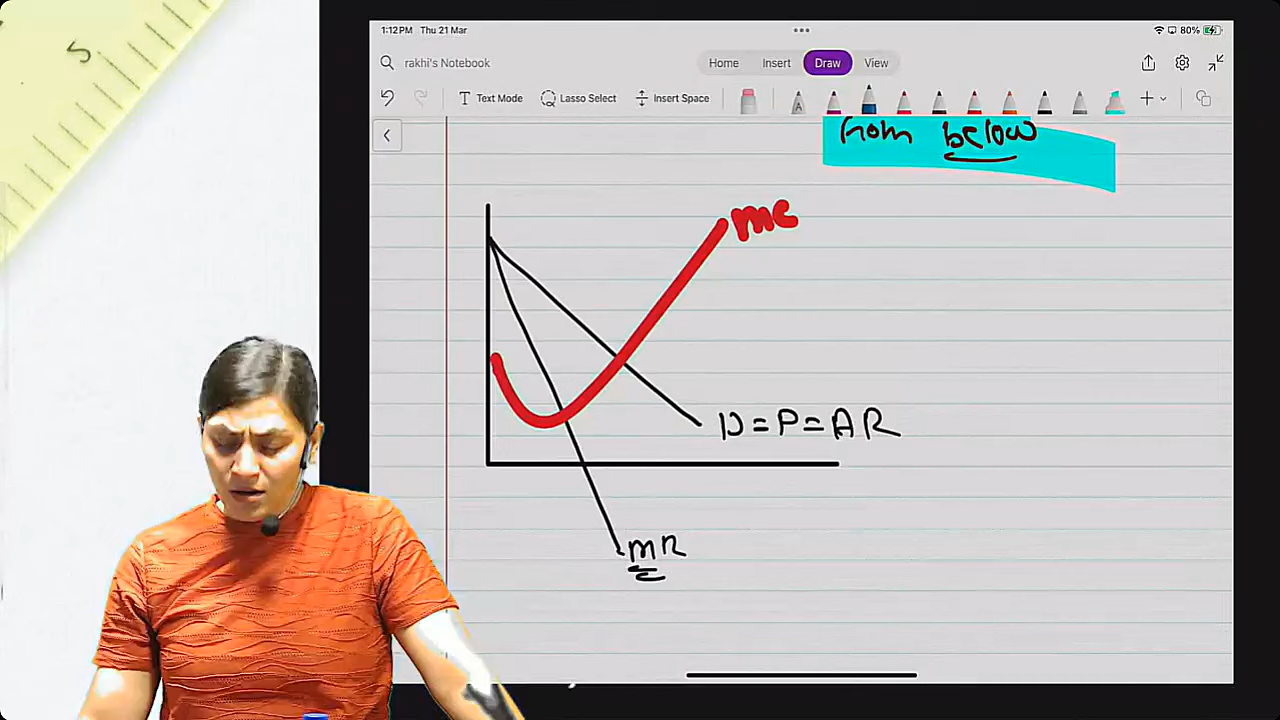 1:12 PM Thu 21 Mar
80%
rakhi's Notebook
Home Insert Draw View
Text Mode Lasso Select Insert Space
A
from below
MC
D = P = AR
MR
5